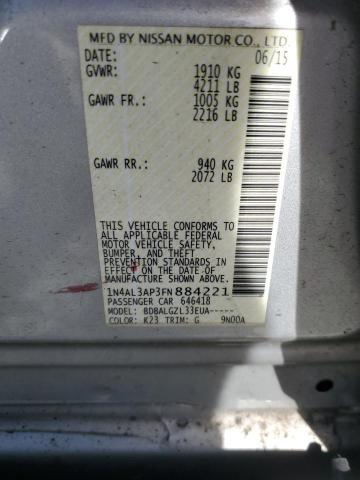 MFD BY NISSAN MOTOR CO., LTD.
DATE: 06/15
GVWR: 1910 KG
4211 LB
GAWR FR.: 1005 KG
2216 LB
GAWR RR.: 940 KG
2072 LB
THIS VEHICLE CONFORMS TO
ALL APPLICABLE FEDERAL
MOTOR VEHICLE SAFETY,
BUMPER, AND THEFT
PREVENTION STANDARDS IN
EFFECT ON THE DATE OF
MANUFACTURE SHOWN ABOVE.
1N4AL3AP3FN884221
PASSENGER CAR 646418
MODEL: BDBALGZL33EUA-----
COLOR: K23 TRIM: G 9N00A